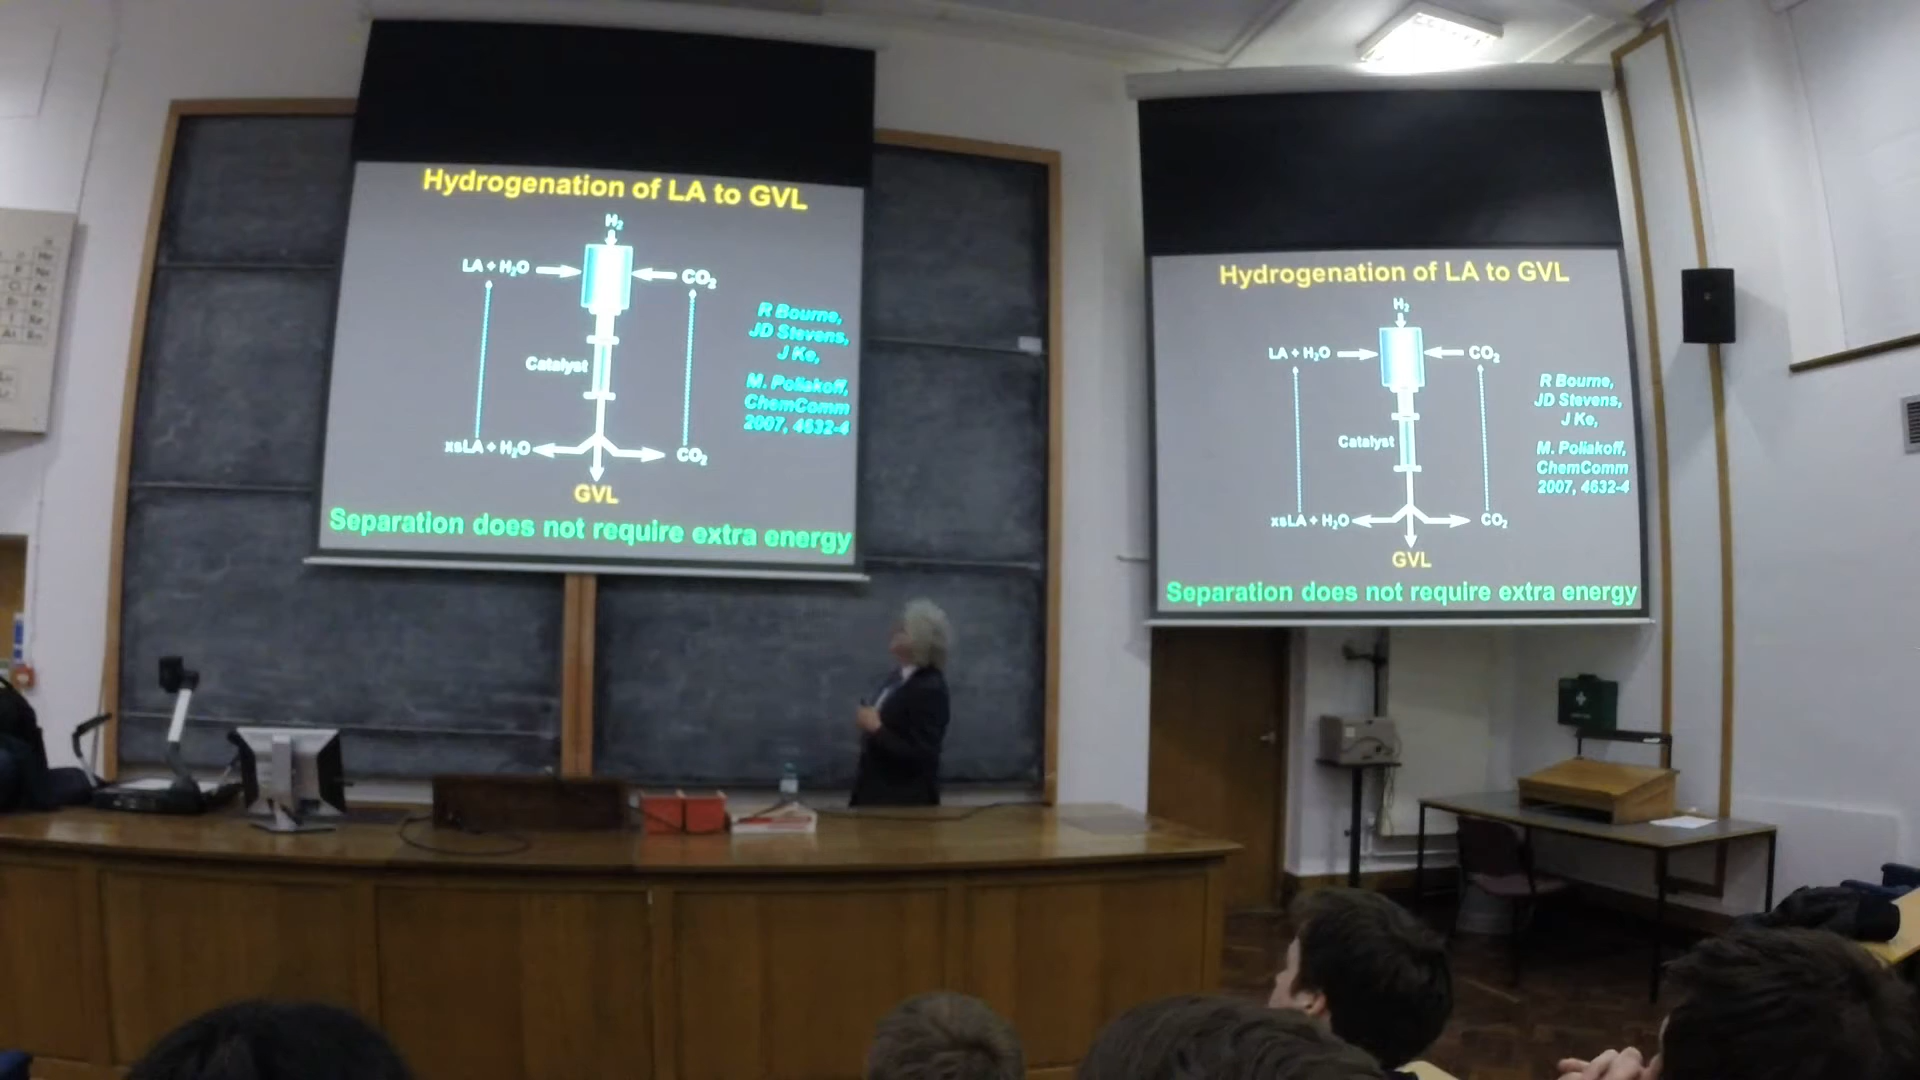 Hydrogenation of LA to GVL
H₂
LA + H₂O
CO₂
R Bourne,
JD Stevens,
J Ke,
Catalyst
M. Poliakoff,
ChemComm
2007, 4632-4
xsLA + H₂O
CO₂
GVL
Separation does not require extra energy
Hydrogenation of LA to GVL
H₂
LA + H₂O
CO₂
R Bourne,
JD Stevens,
J Ke,
Catalyst
M. Poliakoff,
ChemComm
2007, 4632-4
xsLA + H₂O
CO₂
GVL
Separation does not require extra energy